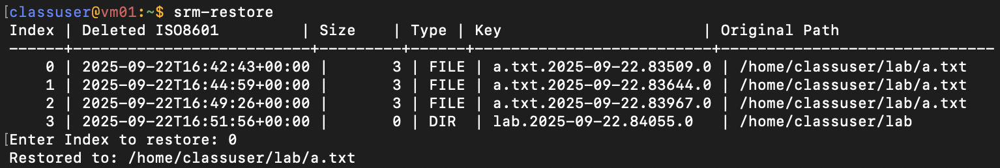 [classuser@vm01:~$ srm-restore
Index | Deleted ISO8601           | Size    | Type | Key                       | Original Path
------+---------------------------+---------+------+---------------------------+-------------------------------
    0 | 2025-09-22T16:42:43+00:00 |       3 | FILE | a.txt.2025-09-22.83509.0 | /home/classuser/lab/a.txt
    1 | 2025-09-22T16:44:59+00:00 |       3 | FILE | a.txt.2025-09-22.83644.0 | /home/classuser/lab/a.txt
    2 | 2025-09-22T16:49:26+00:00 |       3 | FILE | a.txt.2025-09-22.83967.0 | /home/classuser/lab/a.txt
    3 | 2025-09-22T16:51:56+00:00 |       0 | DIR  | lab.2025-09-22.84055.0   | /home/classuser/lab
[Enter Index to restore: 0
Restored to: /home/classuser/lab/a.txt